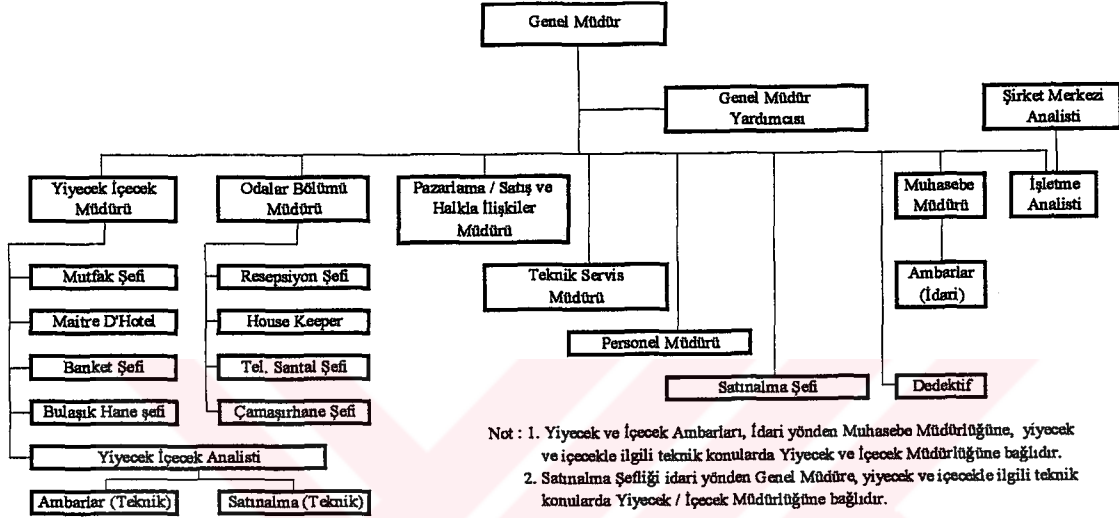 Genel Müdür
Genel Müdür
Yardımcısı
Şirket Merkezi
Analisti
Yiyecek İçecek
Müdürü
Odalar Bölümü
Müdürü
Pazarlama / Satış ve
Halkla İlişkiler
Müdürü
Muhasebe
Müdürü
İşletme
Analisti
Mutfak Şefi
Maitre D'Hotel
Banket Şefi
Bulaşık Hane şefi
Yiyecek İçecek Analisti
Ambarlar (Teknik)
Satınalma (Teknik)
Resepsiyon Şefi
House Keeper
Tel. Santal Şefi
Çamaşırhane Şefi
Teknik Servis
Müdürü
Personel Müdürü
Satınalma Şefi
Ambarlar
(İdari)
Dedektif
Not : 1. Yiyecek ve İçecek Ambarları, İdari yönden Muhasebe Müdürlüğüne, yiyecek
ve içecekle ilgili teknik konularda Yiyecek ve İçecek Müdürlüğüne bağlıdır.
2. Satınalma Şefliği idari yönden Genel Müdüre, yiyecek ve içecekle ilgili teknik
konularda Yiyecek / İçecek Müdürlüğüne bağlıdır.